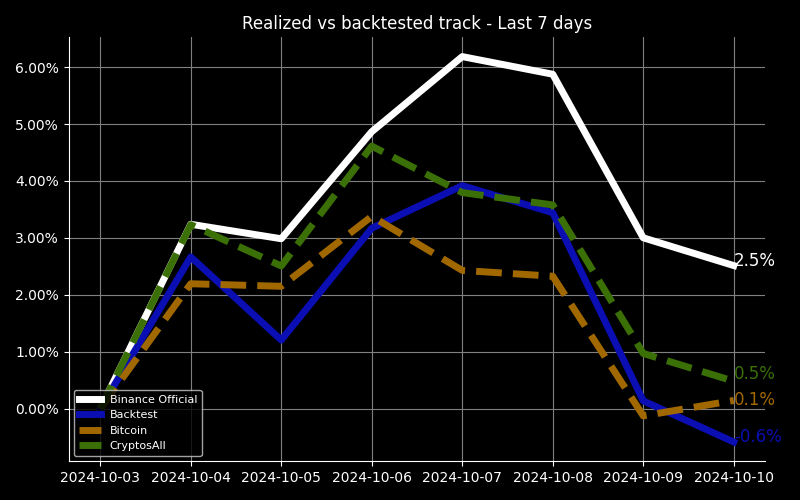 Realized vs backtested track - Last 7 days
6.00%
5.00%
4.00%
3.00%
2.00%
1.00%
0.00%
2.5%
0.5%
0.1%
-0.6%
Binance Official
Backtest
Bitcoin
CryptosAll
2024-10-03 2024-10-04 2024-10-05 2024-10-06 2024-10-07 2024-10-08 2024-10-09 2024-10-10